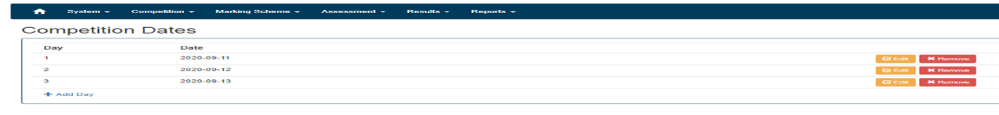 System Competition Marking Scheme Assessment Results Reports
Competition Dates
Day Date
1 2020-09-11 Edit Remove
2 2020-09-12 Edit Remove
3 2020-09-13 Edit Remove
+ Add Day